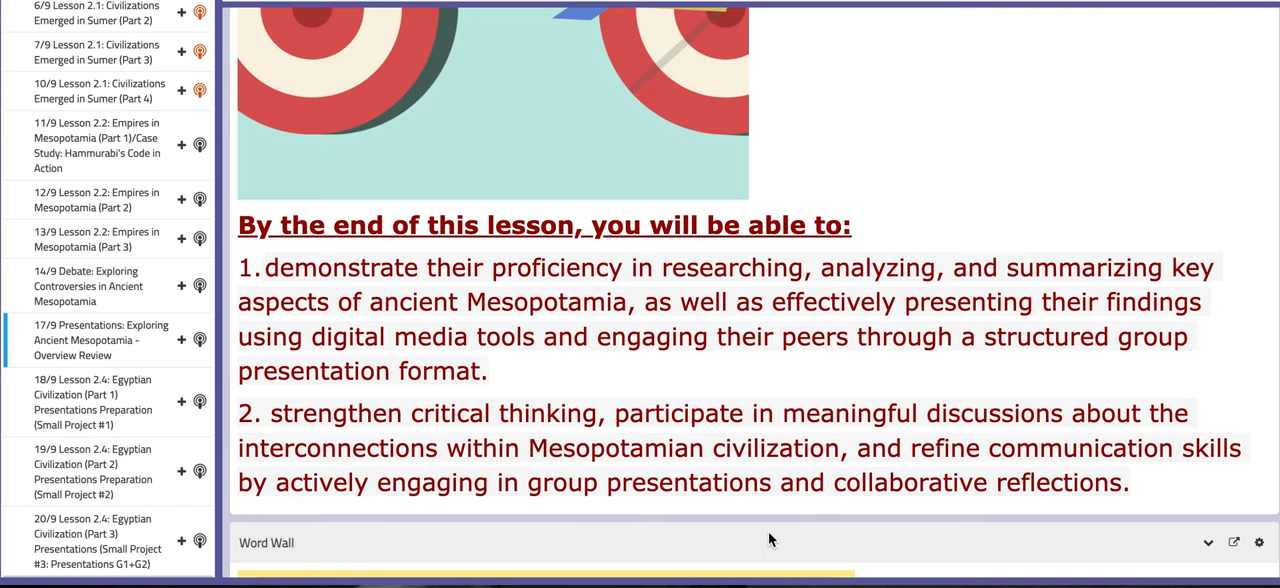 6/9 Lesson 2.1: Civilizations
Emerged in Sumer (Part 2)
7/9 Lesson 2.1: Civilizations
Emerged in Sumer (Part 3)
10/9 Lesson 2.1: Civilizations
Emerged in Sumer (Part 4)
11/9 Lesson 2.2: Empires in
Mesopotamia (Part 1)/Case
Study: Hammurabi's Code in
Action
12/9 Lesson 2.2: Empires in
Mesopotamia (Part 2)
13/9 Lesson 2.2: Empires in
Mesopotamia (Part 3)
14/9 Debate: Exploring
Controversies in Ancient
Mesopotamia
17/9 Presentations: Exploring
Ancient Mesopotamia -
Overview Review
18/9 Lesson 2.4: Egyptian
Civilization (Part 1)
Presentations Preparation
(Small Project #1)
19/9 Lesson 2.4: Egyptian
Civilization (Part 2)
Presentations Preparation
(Small Project #2)
20/9 Lesson 2.4: Egyptian
Civilization (Part 3)
Presentations (Small Project
#3: Presentations G1+G2)
By the end of this lesson, you will be able to:
1. demonstrate their proficiency in researching, analyzing, and summarizing key
aspects of ancient Mesopotamia, as well as effectively presenting their findings
using digital media tools and engaging their peers through a structured group
presentation format.
2. strengthen critical thinking, participate in meaningful discussions about the
interconnections within Mesopotamian civilization, and refine communication skills
by actively engaging in group presentations and collaborative reflections.
Word Wall